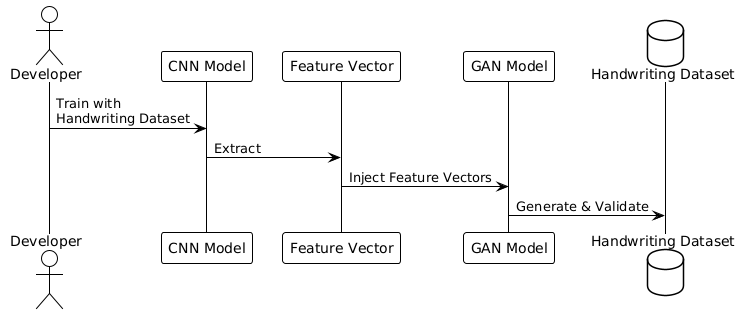 Developer
CNN Model
Feature Vector
GAN Model
Handwriting Dataset
Train with
Handwriting Dataset
Extract
Inject Feature Vectors
Generate & Validate
Developer
CNN Model
Feature Vector
GAN Model
Handwriting Dataset